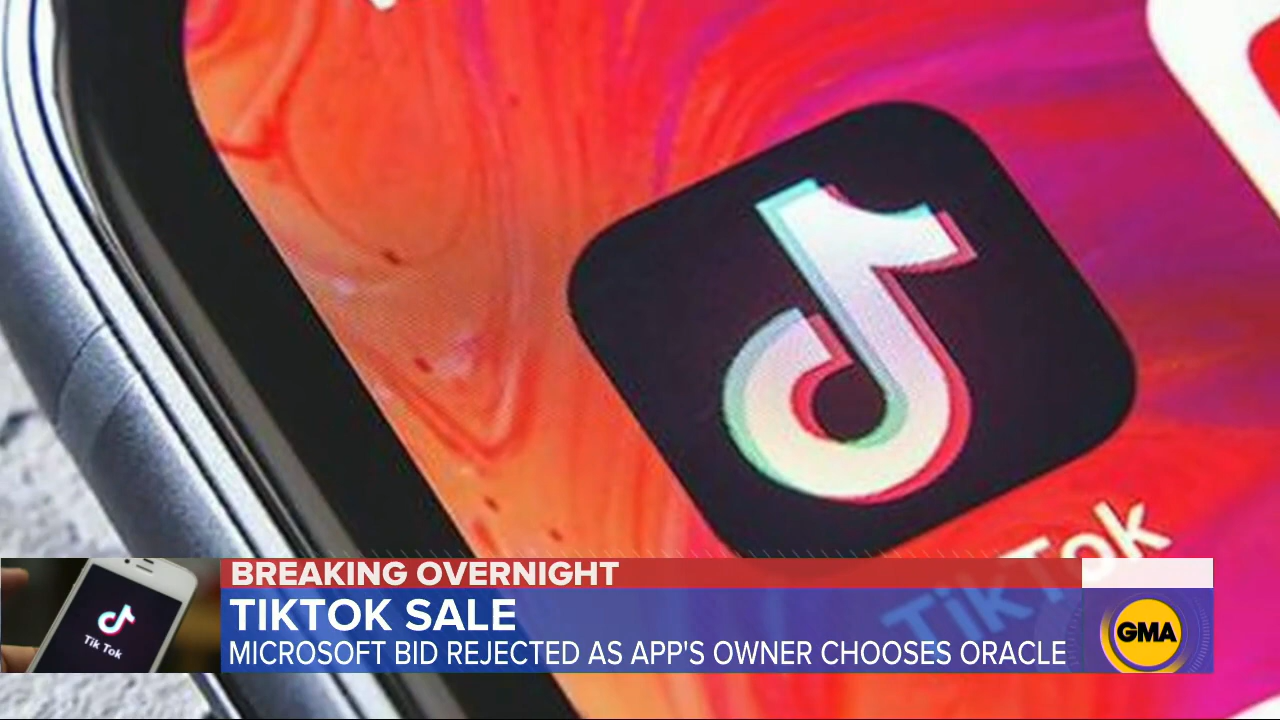 TikTok
BREAKING OVERNIGHT
TIKTOK SALE
MICROSOFT BID REJECTED AS APP'S OWNER CHOOSES ORACLE
Tik Tok
GMA